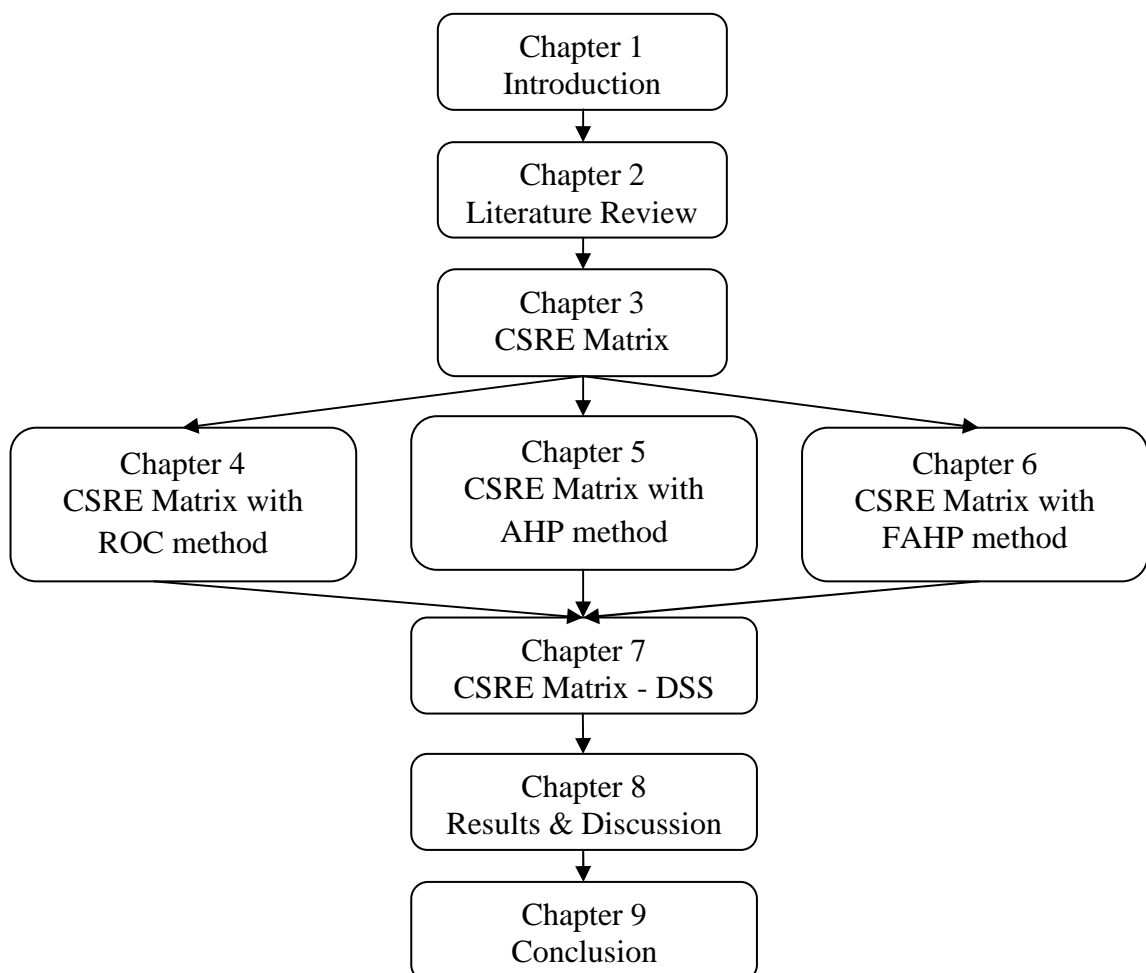 Chapter 1
Introduction
Chapter 2
Literature Review
Chapter 3
CSRE Matrix
Chapter 4
CSRE Matrix with
ROC method
Chapter 5
CSRE Matrix with
AHP method
Chapter 6
CSRE Matrix with
FAHP method
Chapter 7
CSRE Matrix - DSS
Chapter 8
Results & Discussion
Chapter 9
Conclusion